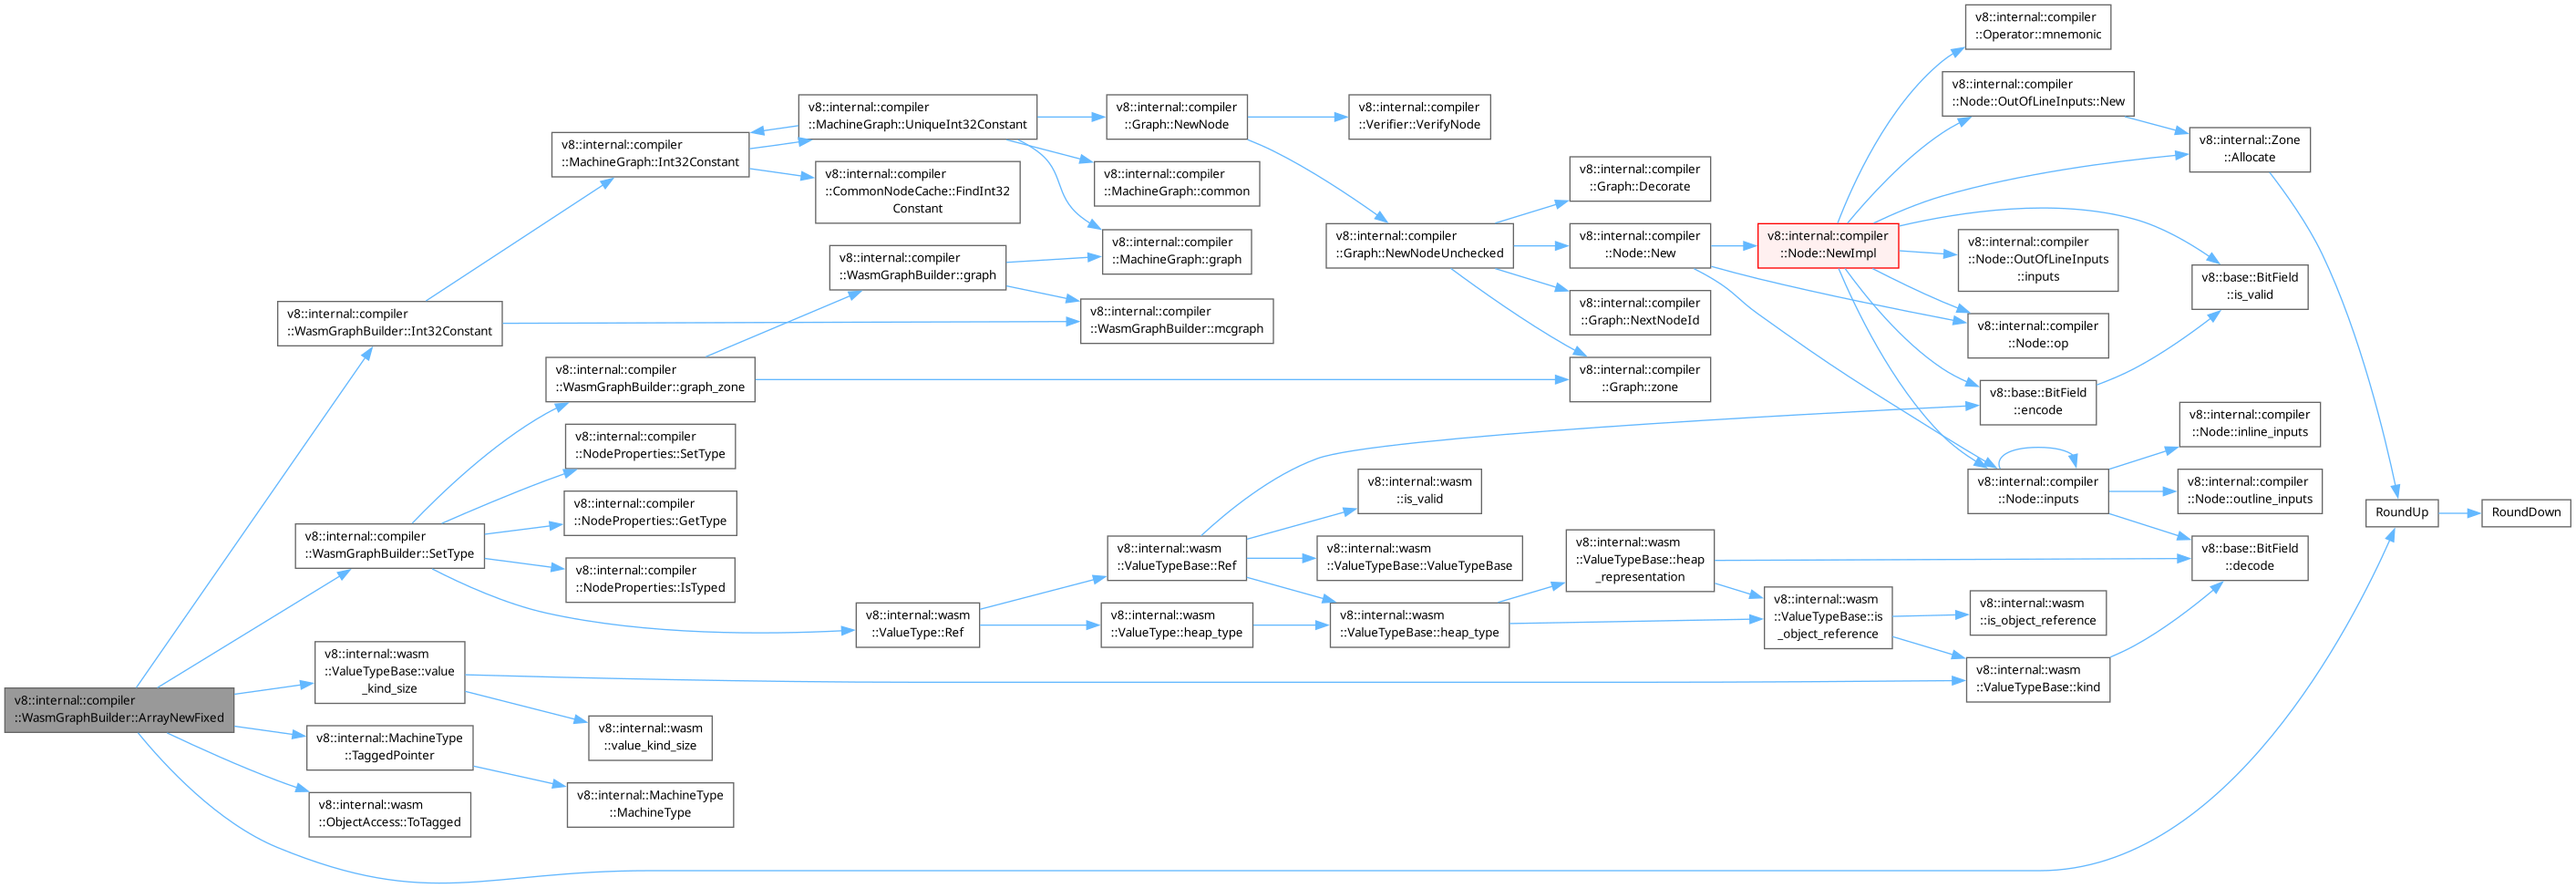 v8::internal::compiler
::WasmGraphBuilder::ArrayNewFixed
v8::internal::compiler
::WasmGraphBuilder::Int32Constant
v8::internal::compiler
::WasmGraphBuilder::SetType
v8::internal::wasm
::ValueTypeBase::value
_kind_size
v8::internal::MachineType
::TaggedPointer
v8::internal::wasm
::ObjectAccess::ToTagged
v8::internal::compiler
::MachineGraph::Int32Constant
v8::internal::compiler
::WasmGraphBuilder::graph_zone
v8::internal::compiler
::NodeProperties::SetType
v8::internal::compiler
::NodeProperties::GetType
v8::internal::compiler
::NodeProperties::IsTyped
v8::internal::wasm
::value_kind_size
v8::internal::MachineType
::MachineType
v8::internal::compiler
::MachineGraph::UniqueInt32Constant
v8::internal::compiler
::CommonNodeCache::FindInt32
Constant
v8::internal::compiler
::WasmGraphBuilder::graph
v8::internal::wasm
::ValueType::Ref
v8::internal::compiler
::Graph::NewNode
v8::internal::compiler
::MachineGraph::common
v8::internal::compiler
::MachineGraph::graph
v8::internal::compiler
::WasmGraphBuilder::mcgraph
v8::internal::wasm
::ValueTypeBase::Ref
v8::internal::wasm
::ValueType::heap_type
v8::internal::compiler
::Verifier::VerifyNode
v8::internal::compiler
::Graph::NewNodeUnchecked
v8::internal::wasm
::is_valid
v8::internal::wasm
::ValueTypeBase::ValueTypeBase
v8::internal::wasm
::ValueTypeBase::heap_type
v8::internal::compiler
::Graph::Decorate
v8::internal::compiler
::Node::New
v8::internal::compiler
::Graph::NextNodeId
v8::internal::compiler
::Graph::zone
v8::internal::wasm
::ValueTypeBase::heap
_representation
v8::internal::compiler
::Node::NewImpl
v8::internal::wasm
::ValueTypeBase::is
_object_reference
v8::internal::compiler
::Operator::mnemonic
v8::internal::compiler
::Node::OutOfLineInputs::New
v8::internal::compiler
::Node::OutOfLineInputs
::inputs
v8::internal::compiler
::Node::op
v8::base::BitField
::encode
v8::internal::compiler
::Node::inputs
v8::internal::wasm
::is_object_reference
v8::internal::wasm
::ValueTypeBase::kind
v8::internal::Zone
::Allocate
v8::base::BitField
::is_valid
v8::internal::compiler
::Node::inline_inputs
v8::internal::compiler
::Node::outline_inputs
v8::base::BitField
::decode
RoundUp
RoundDown